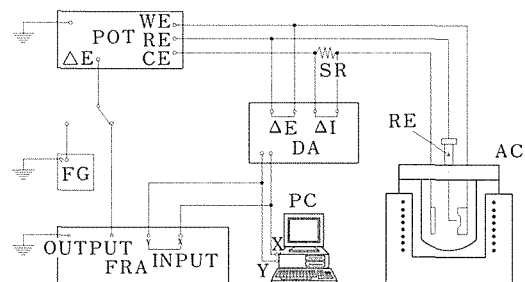 WE
POT RE
ΔE CE
SR
ΔE ΔI
DA
RE
AC
FG
PC
OUTPUT
FRA INPUT
X
Y